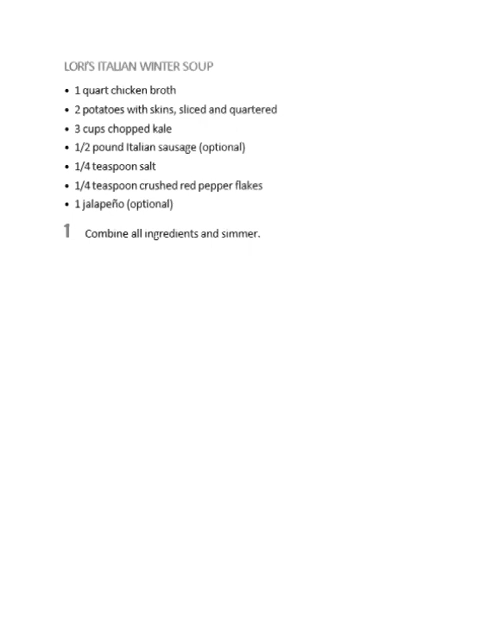 LORI'S ITALIAN WINTER SOUP
• 1 quart chicken broth
• 2 potatoes with skins, sliced and quartered
• 3 cups chopped kale
• 1/2 pound Italian sausage (optional)
• 1/4 teaspoon salt
• 1/4 teaspoon crushed red pepper flakes
• 1 jalapeño (optional)
1 Combine all ingredients and simmer.